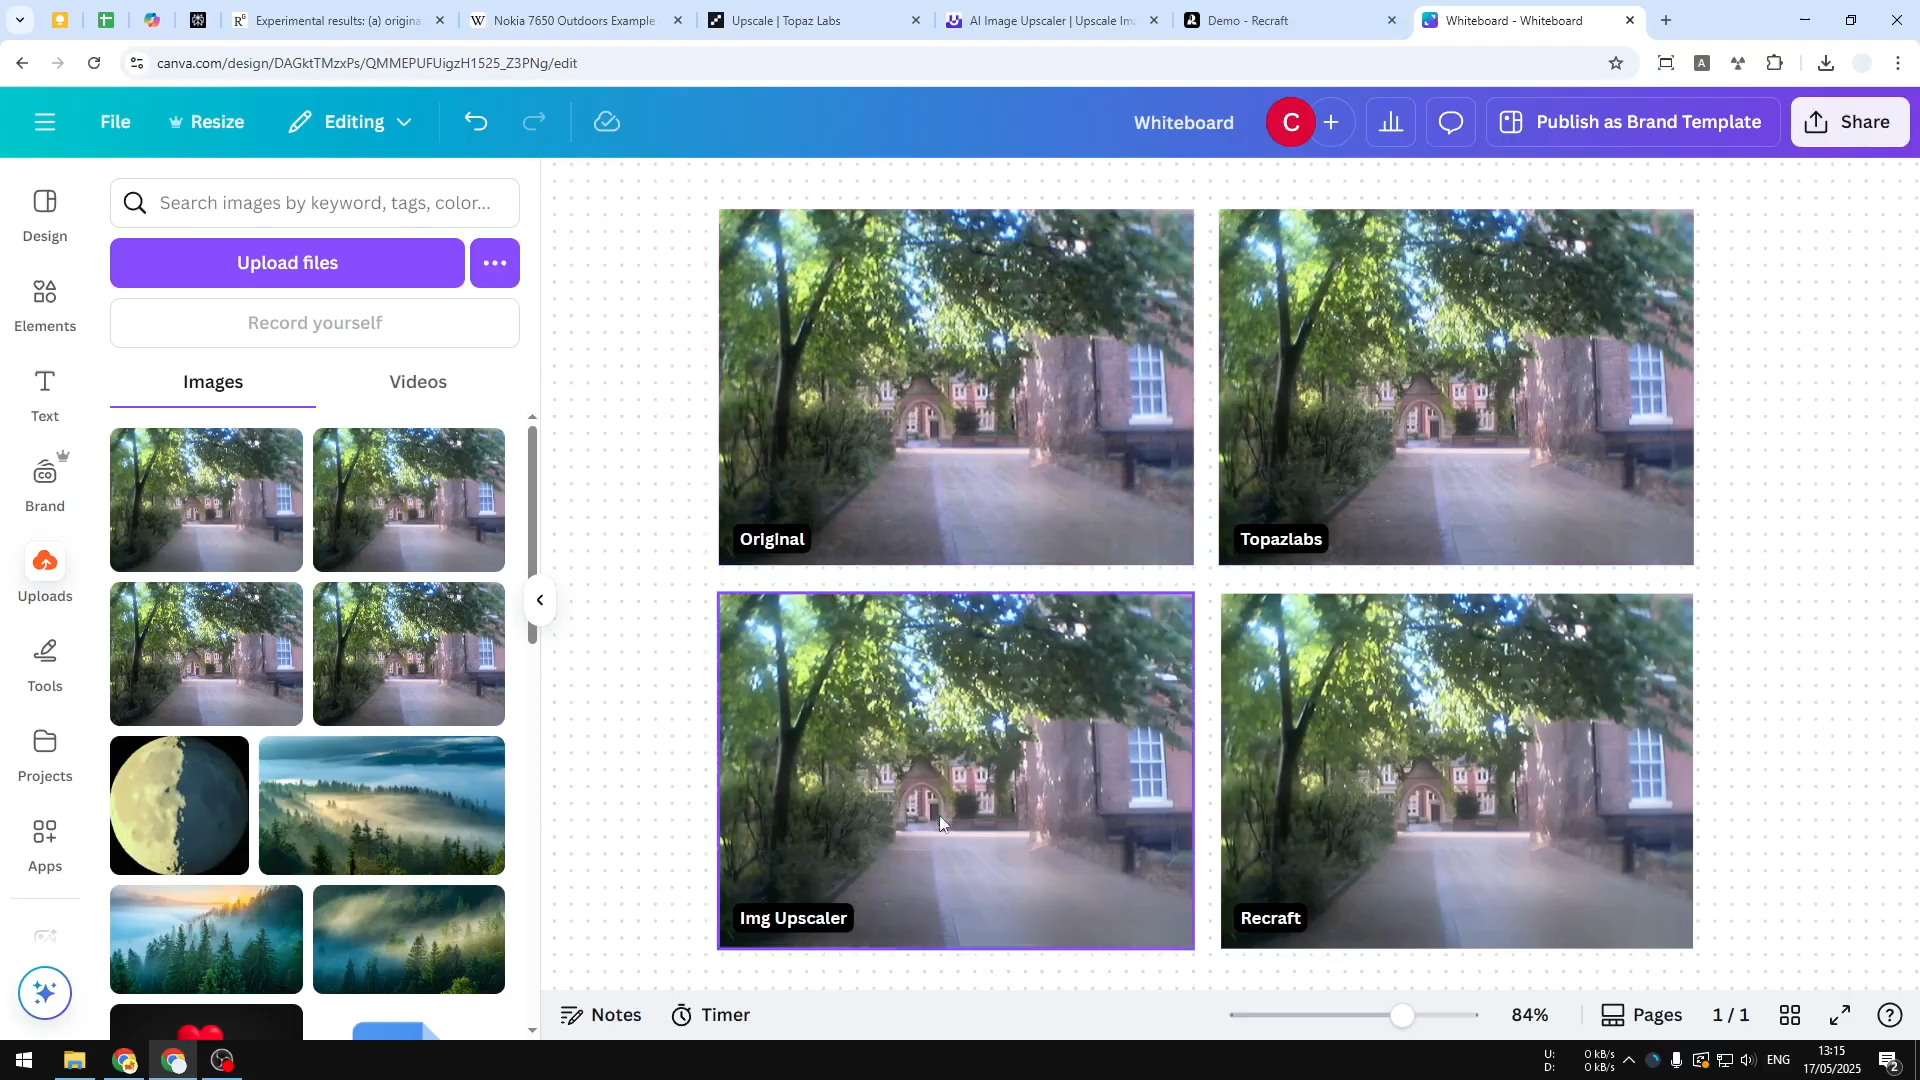 Experimental results: (a) origina
Nokia 7650 Outdoors Example
Upscale | Topaz Labs
AI Image Upscaler | Upscale Im
Demo - Recraft
Whiteboard - Whiteboard
canva.com/design/DAGktTMzxPs/QMMEPUFUigzH1525_Z3PNg/edit
File
Resize
Editing
Whiteboard
C
Publish as Brand Template
Share
Design
Elements
Text
Brand
Uploads
Tools
Projects
Apps
Search images by keyword, tags, color...
Upload files
Record yourself
Images
Videos
Original
Topazlabs
Img Upscaler
Recraft
Notes
Timer
84%
Pages
1 / 1
U: 0 kB/s
D: 0 kB/s
ENG
13:15
17/05/2025
2